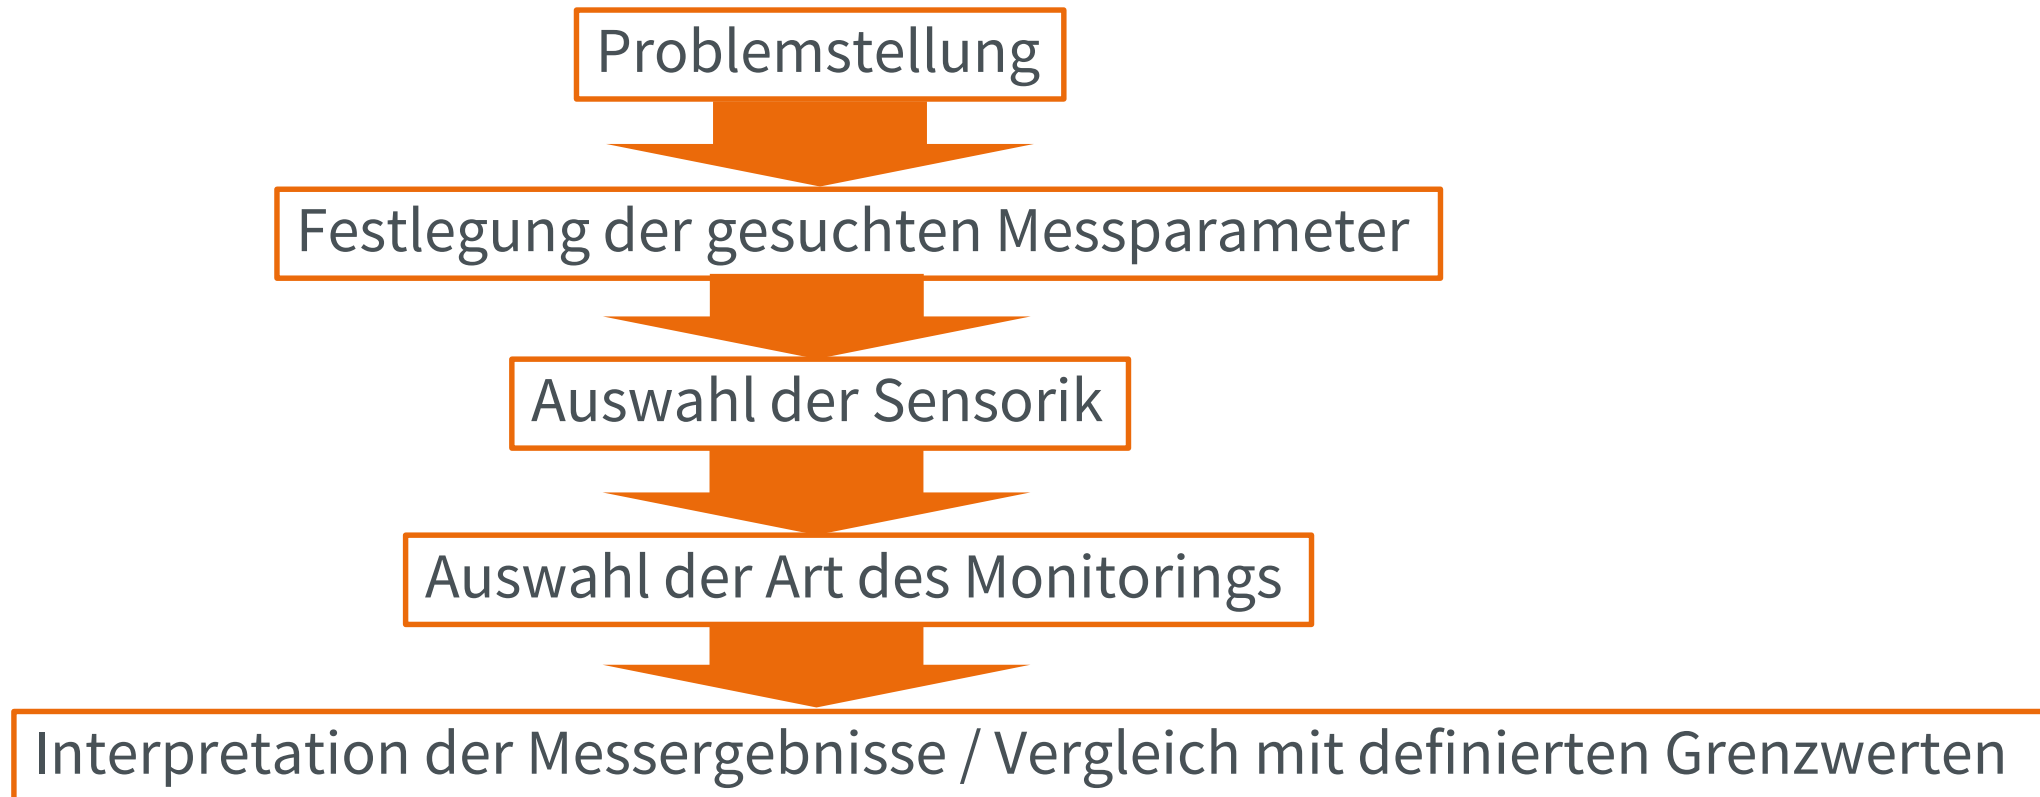 Problemstellung
Festlegung der gesuchten Messparameter
Auswahl der Sensorik
Auswahl der Art des Monitorings
Interpretation der Messergebnisse / Vergleich mit definierten Grenzwerten